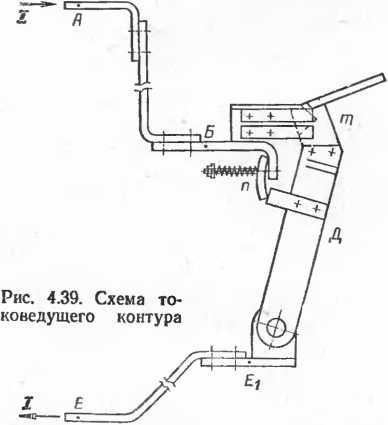 I
А
Б
m
n
Д
Рис. 4.39. Схема то-
коведущего контура
E₁
I
E